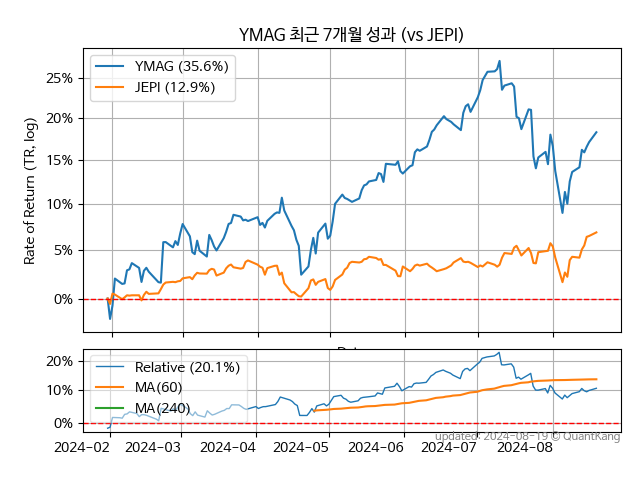 YMAG 최근 7개월 성과 (vs JEPI)
YMAG (35.6%)
JEPI (12.9%)
Rate of Return (TR, log)
25%
20%
15%
10%
5%
0%
Relative (20.1%)
MA(60)
MA(240)
20%
10%
0%
2024-02 2024-03 2024-04 2024-05 2024-06 2024-07 2024-08
updated: 2024-08-19 © QuantKang